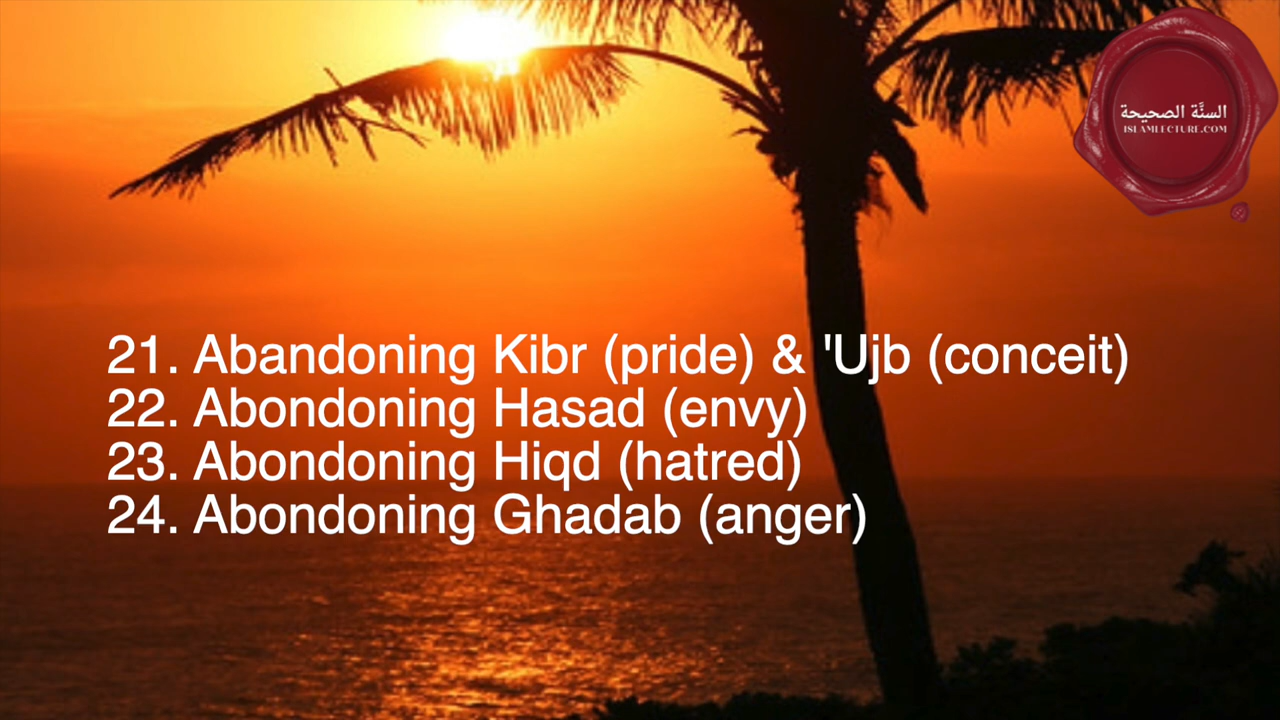 السنَّة الصحيحة
ISLAMLECTURE.COM
21. Abandoning Kibr (pride) & 'Ujb (conceit)
22. Abondoning Hasad (envy)
23. Abondoning Hiqd (hatred)
24. Abondoning Ghadab (anger)